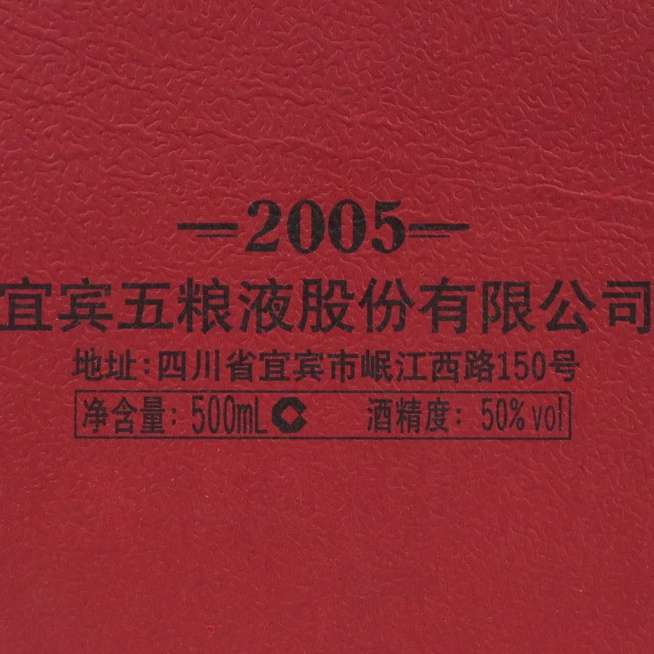 2005
宜宾五粮液股份有限公司
地址:四川省宜宾市岷江西路150号
净含量: 500mL 酒精度: 50%vol